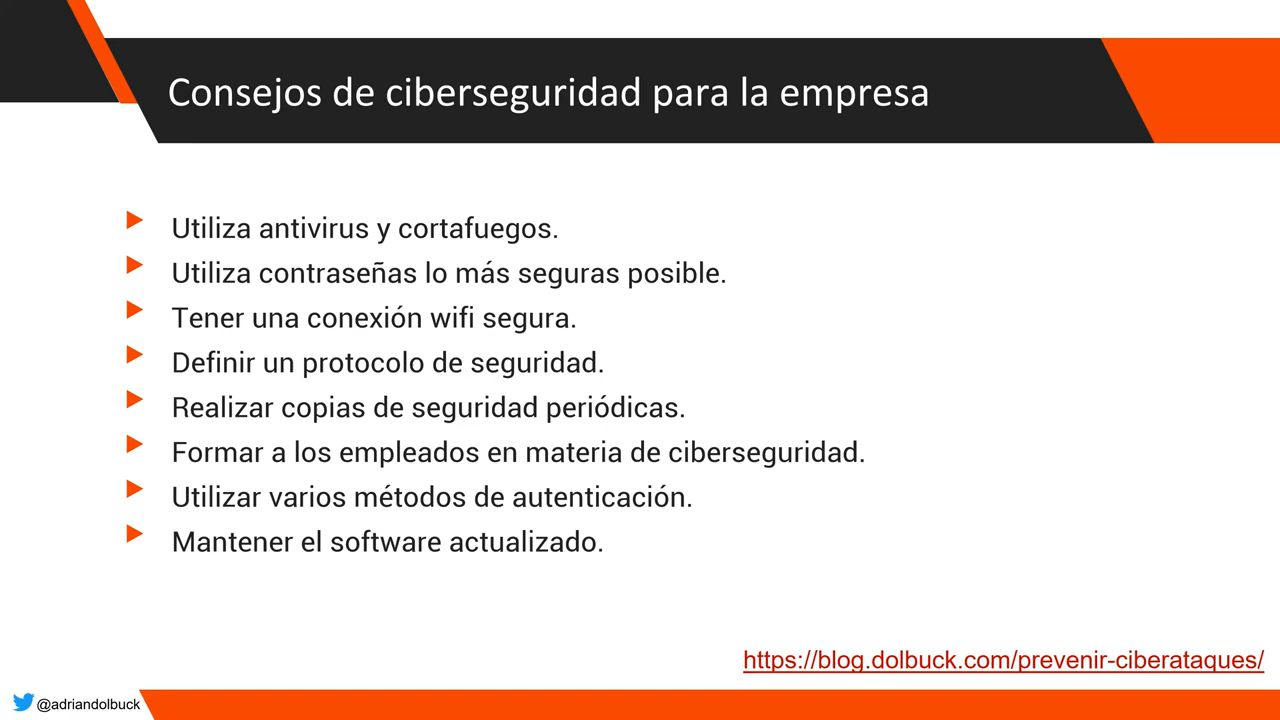 Consejos de ciberseguridad para la empresa
Utiliza antivirus y cortafuegos.
Utiliza contraseñas lo más seguras posible.
Tener una conexión wifi segura.
Definir un protocolo de seguridad.
Realizar copias de seguridad periódicas.
Formar a los empleados en materia de ciberseguridad.
Utilizar varios métodos de autenticación.
Mantener el software actualizado.
https://blog.dolbuck.com/prevenir-ciberataques/
@adriandolbuck